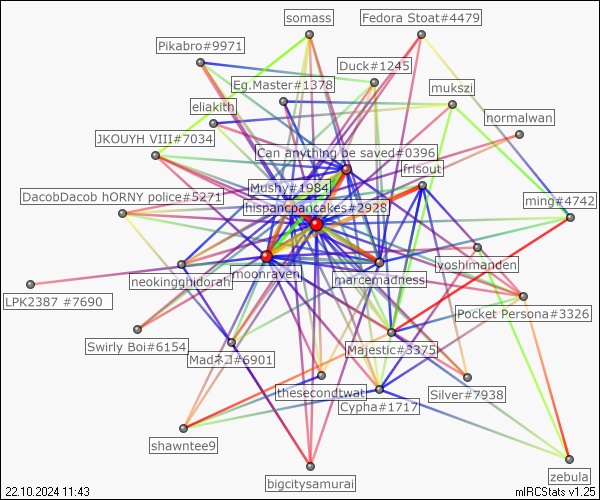 somass
Fedora Stoat#4479
Pikabro#9971
Duck#1245
Eg.Master#1378
mukszi
eliakith
normalwan
JKOUYH VIII#7034
Can anything be saved#0396
frisout
Mushy#1984
DacobDacob hORNY police#5271
ming#4742
hispancpancakes#2928
yoshimanden
moonraven
neokingghidorah
marcemadness
LPK2387 #7690
Pocket Persona#3326
Swirly Boi#6154
Majestic#3375
Madネコ#6901
thesecondtwat
Silver#7938
Cypha#1717
shawntee9
zebula
bigcitysamurai
22.10.2024 11:43
mIRCStats v1.25